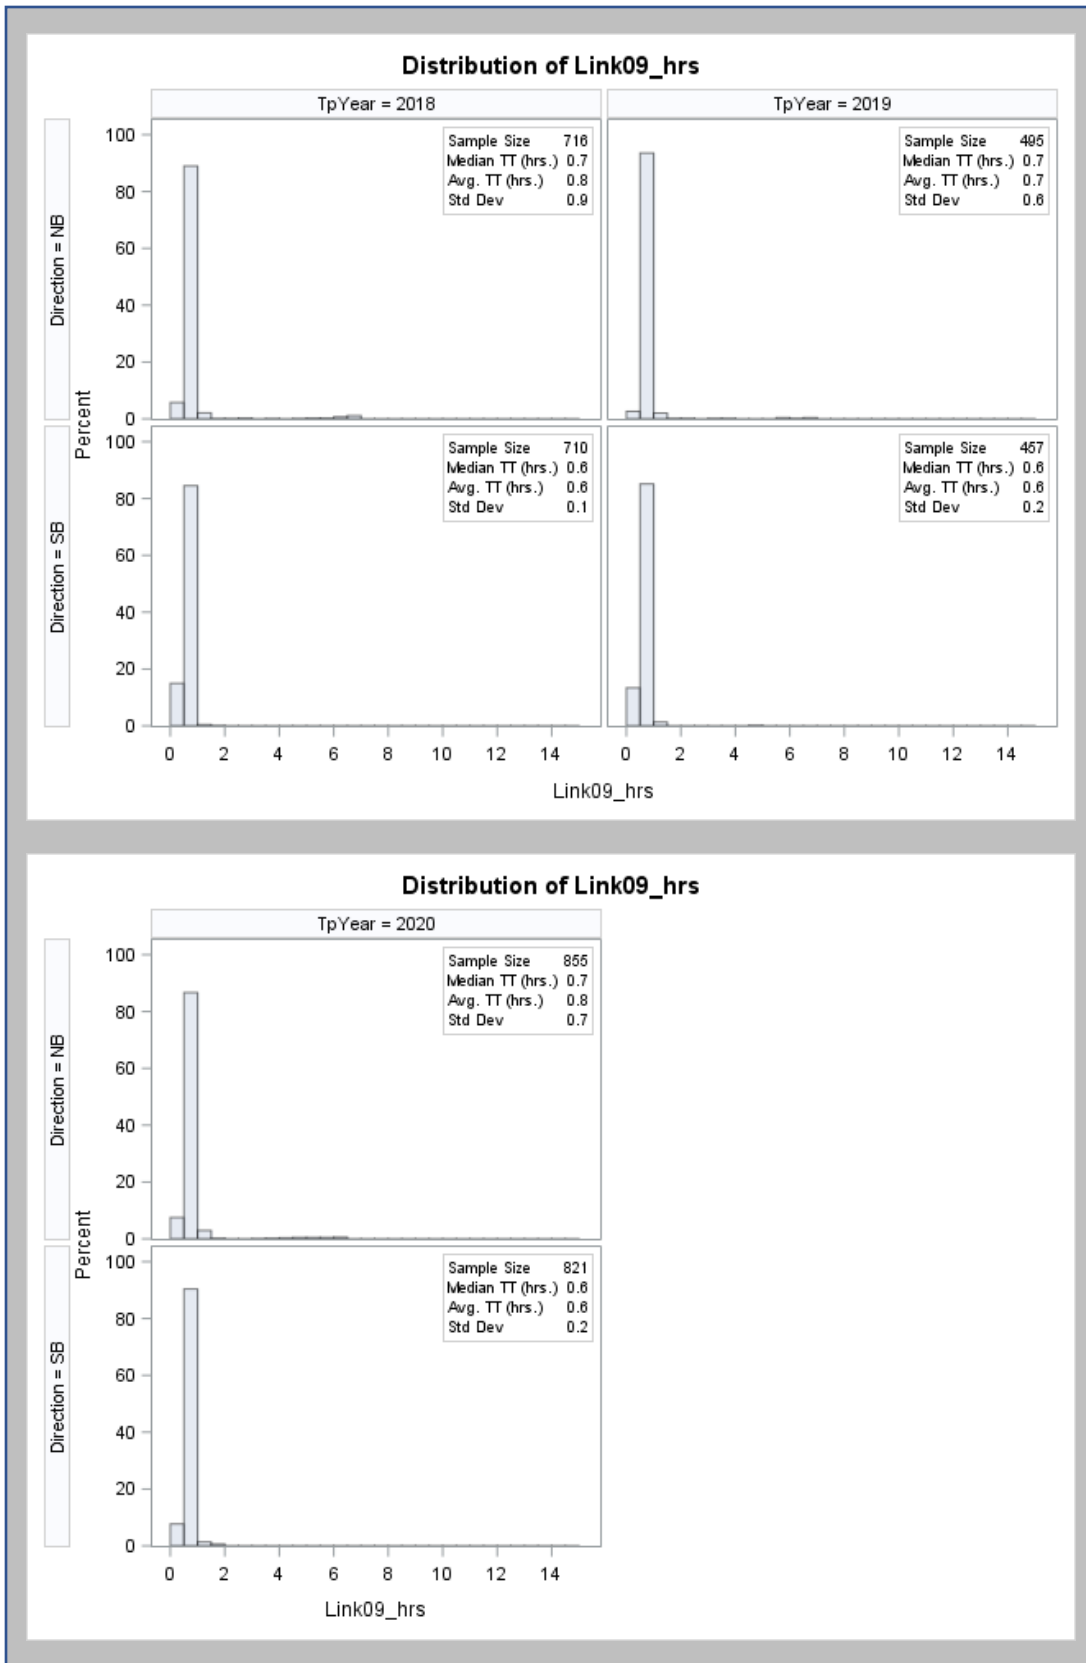 Distribution of Link09_hrs
TpYear = 2018
TpYear = 2019
Direction = NB
Direction = SB
Percent
100
80
60
40
20
0
Sample Size 716
Median TT (hrs.) 0.7
Avg. TT (hrs.) 0.8
Std Dev 0.9
Sample Size 495
Median TT (hrs.) 0.7
Avg. TT (hrs.) 0.7
Std Dev 0.6
100
80
60
40
20
0
Sample Size 710
Median TT (hrs.) 0.6
Avg. TT (hrs.) 0.6
Std Dev 0.1
Sample Size 457
Median TT (hrs.) 0.6
Avg. TT (hrs.) 0.6
Std Dev 0.2
0 2 4 6 8 10 12 14
0 2 4 6 8 10 12 14
Link09_hrs
Distribution of Link09_hrs
TpYear = 2020
Direction = NB
Direction = SB
Percent
100
80
60
40
20
0
Sample Size 855
Median TT (hrs.) 0.7
Avg. TT (hrs.) 0.8
Std Dev 0.7
100
80
60
40
20
0
Sample Size 821
Median TT (hrs.) 0.6
Avg. TT (hrs.) 0.6
Std Dev 0.2
0 2 4 6 8 10 12 14
Link09_hrs